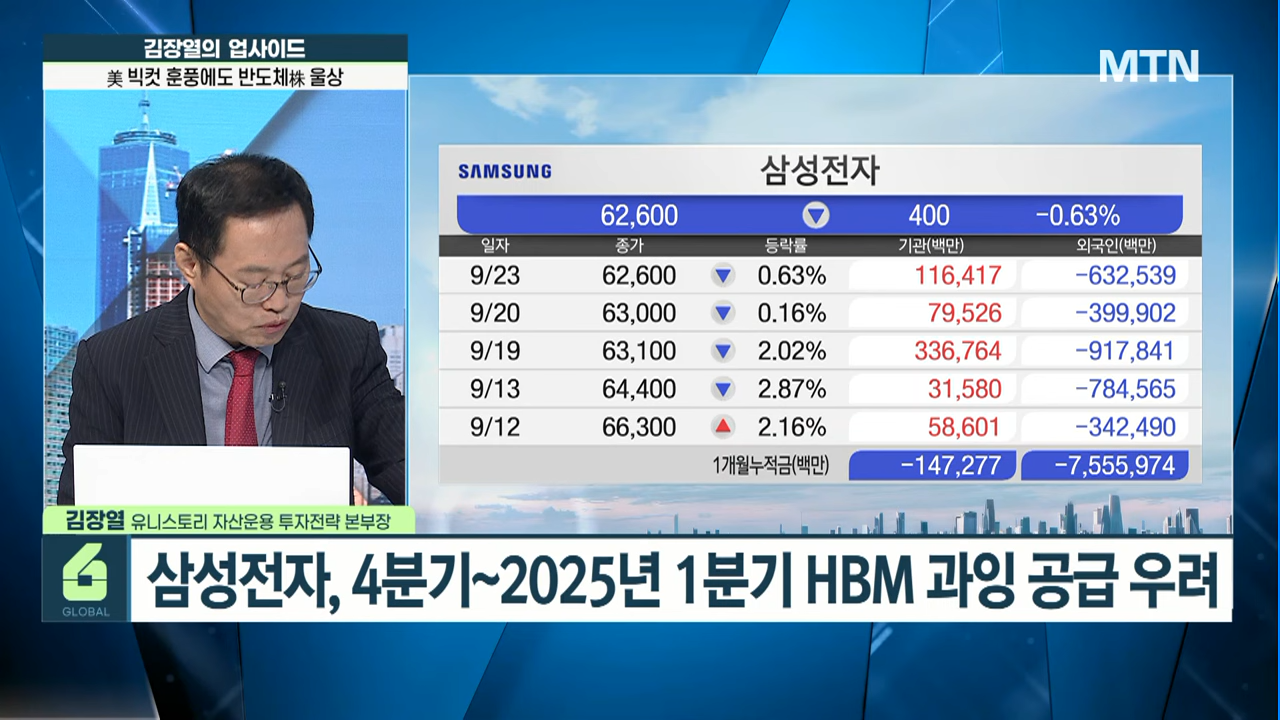 김장열의 업사이드
美 빅컷 훈풍에도 반도체株 울상
MTN
SAMSUNG 삼성전자
62,600 ▼ 400 -0.63%
일자 종가 등락률 기관(백만) 외국인(백만)
9/23 62,600 ▼ 0.63% 116,417 -632,539
9/20 63,000 ▼ 0.16% 79,526 -399,902
9/19 63,100 ▼ 2.02% 336,764 -917,841
9/13 64,400 ▼ 2.87% 31,580 -784,565
9/12 66,300 ▲ 2.16% 58,601 -342,490
1개월누적금(백만) -147,277 -7,555,974
김장열 유니스토리 자산운용 투자전략 본부장
6 GLOBAL
삼성전자, 4분기~2025년 1분기 HBM 과잉 공급 우려